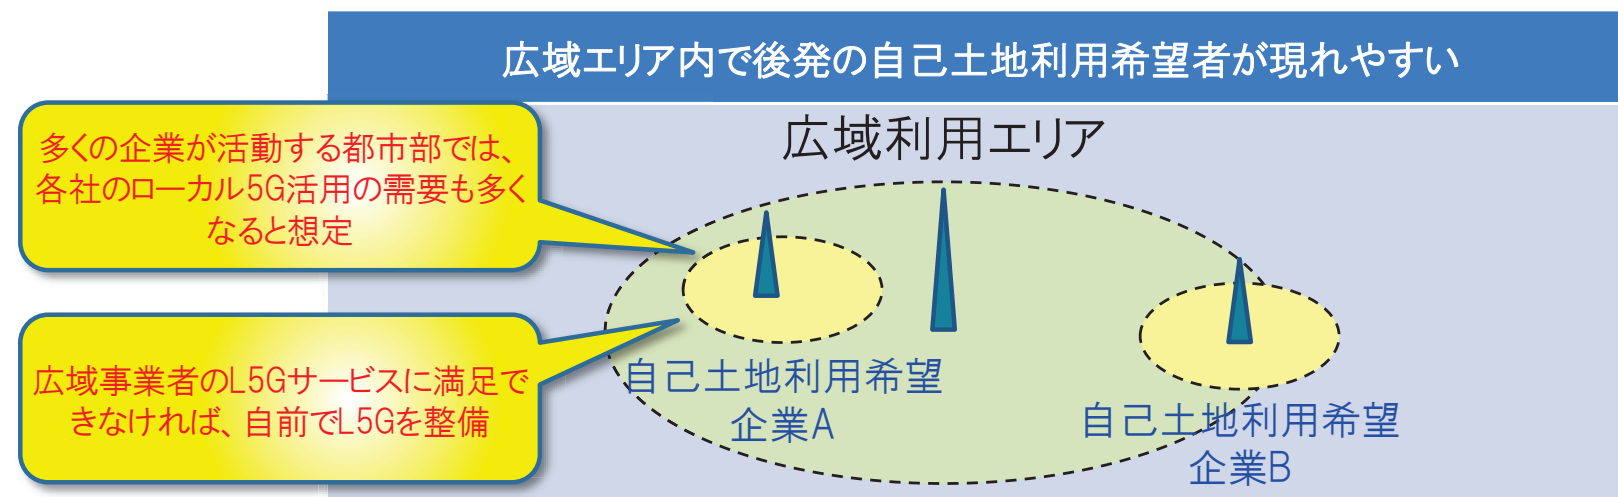 広域エリア内で後発の自己土地利用希望者が現れやすい
多くの企業が活動する都市部では、
各社のローカル5G活用の需要も多く
なると想定
広域利用エリア
広域事業者のL5Gサービスに満足で
きなければ、自前でL5Gを整備
自己土地利用希望
企業A
自己土地利用希望
企業B